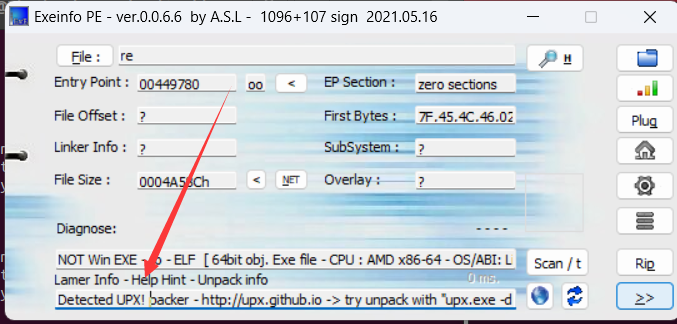 Exeinfo PE - ver.0.0.6.6 by A.S.L - 1096+107 sign 2021.05.16
File : re H
Entry Point : 00449780 oo < EP Section : zero sections
File Offset : ? First Bytes : 7F.45.4C.46.02 Plug
Linker Info : ? SubSystem : ?
File Size : < NET Overlay : ?
Diagnose: - - - -
NOT Win EXE - - ELF [ 64bit obj. Exe file - CPU : AMD x86-64 - OS/ABI: Scan / t Rip
Lamer Info - Help Hint - Unpack info 0 ms.
Detected UPX! packer - http://upx.github.io -> try unpack with "upx.exe -d >>